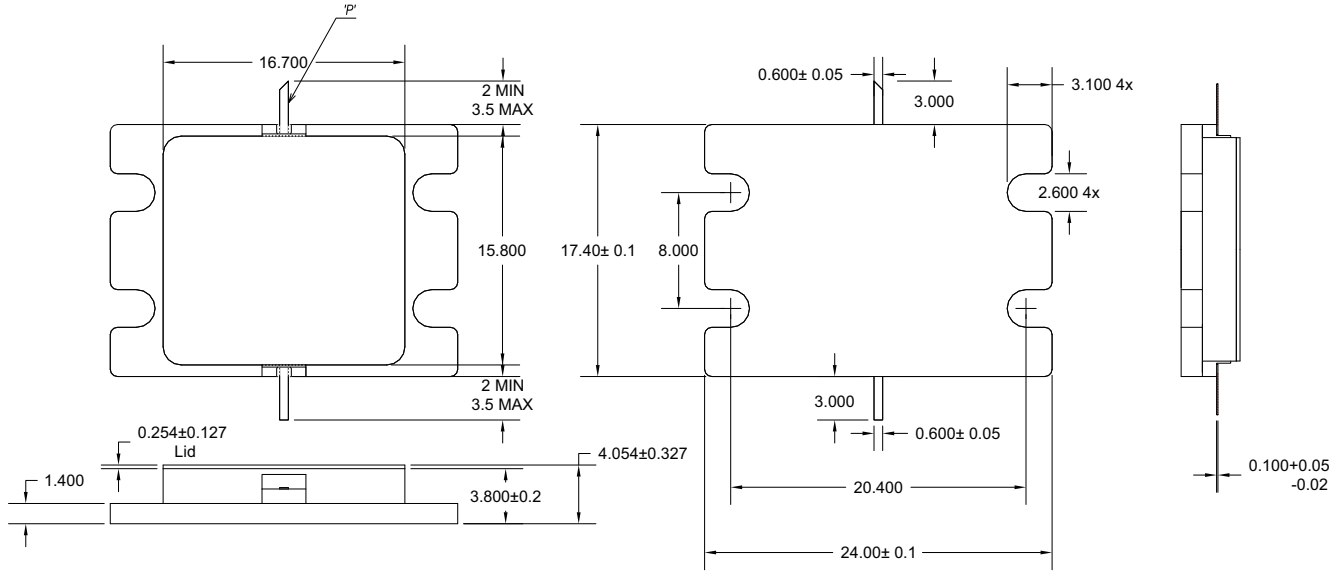 'P'
16.700
2 MIN
3.5 MAX
15.800
2 MIN
3.5 MAX
0.254±0.127
Lid
1.400
3.800±0.2
4.054±0.327
0.600± 0.05
3.000
3.100 4x
2.600 4x
17.40± 0.1
8.000
3.000
0.600± 0.05
20.400
24.00± 0.1
0.100+0.05
-0.02